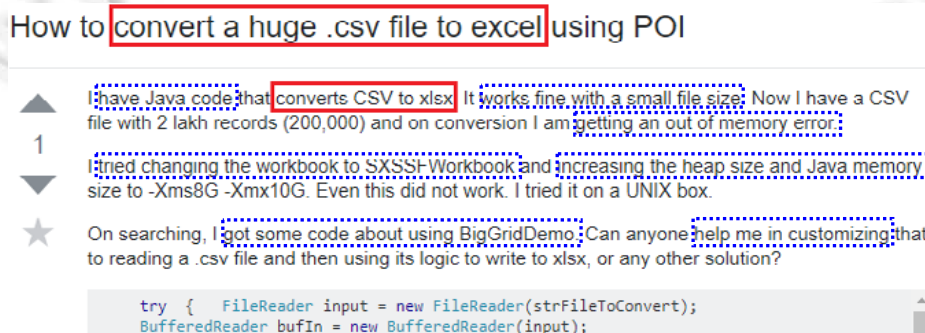 How to convert a huge .csv file to excel using POI
I have Java code that converts CSV to xlsx. It works fine with a small file size. Now I have a CSV
file with 2 lakh records (200,000) and on conversion I am getting an out of memory error.
1
I tried changing the workbook to SXSSFWorkbook and increasing the heap size and Java memory
size to -Xms8G -Xmx10G. Even this did not work. I tried it on a UNIX box.
On searching, I got some code about using BigGridDemo. Can anyone help me in customizing that
to reading a .csv file and then using its logic to write to xlsx, or any other solution?
try { FileReader input = new FileReader(strFileToConvert);
BufferedReader bufIn = new BufferedReader(input);